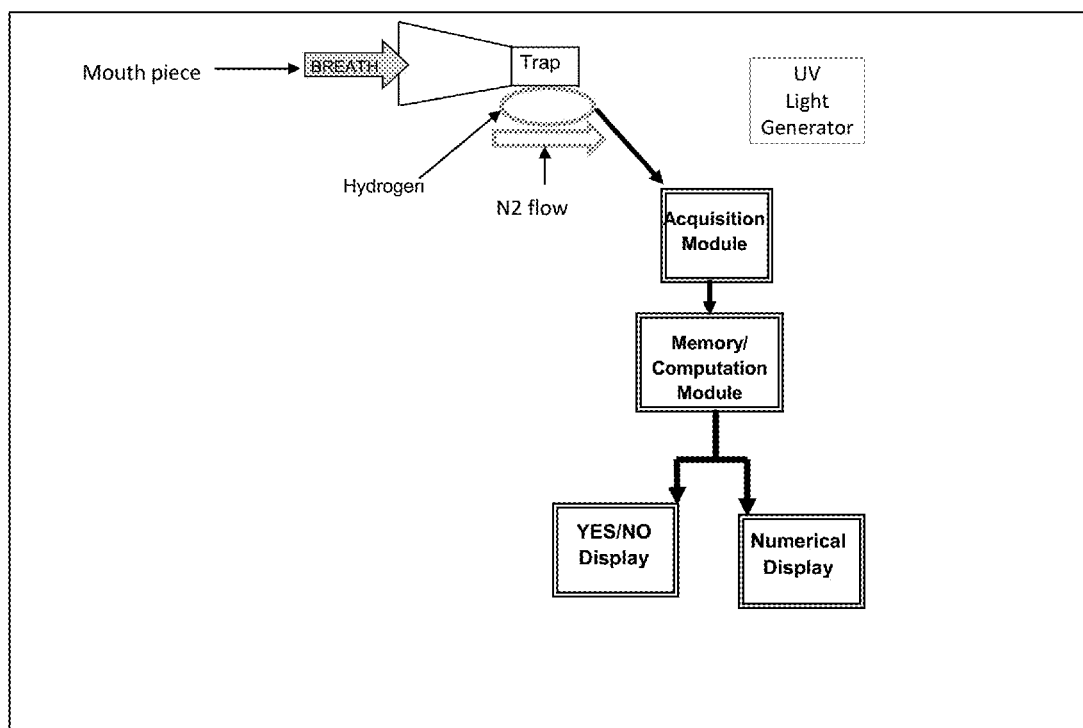 Mouth piece
BREATH
Trap
UV
Light
Generator
Hydrogen
N2 flow
Acquisition
Module
Memory/
Computation
Module
YES/NO
Display
Numerical
Display